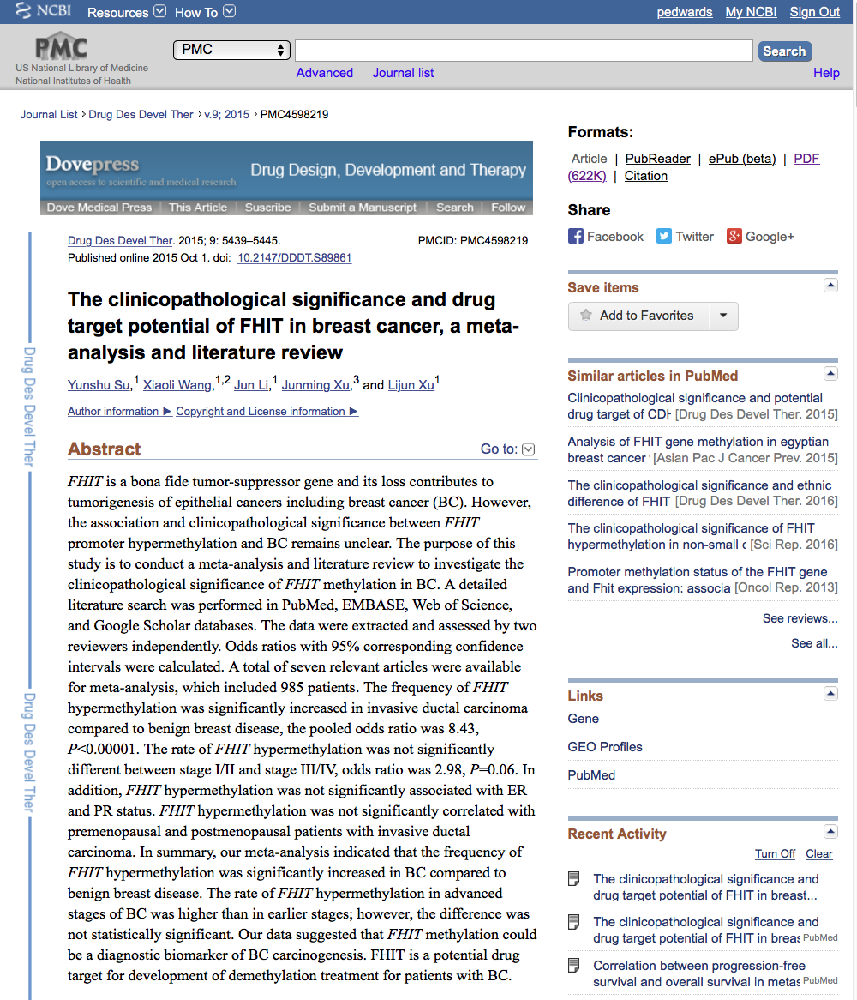 NCBI Resources How To pedwards My NCBI Sign Out
PMC
US National Library of Medicine
National Institutes of Health
PMC Search
Advanced Journal list Help
Journal List > Drug Des Devel Ther > v.9; 2015 > PMC4598219
Dovepress
open access to scientific and medical research
Drug Design, Development and Therapy
Dove Medical Press | This Article | Suscribe | Submit a Manuscript | Search | Follow
Drug Des Devel Ther
Drug Des Devel Ther
Drug Des Devel Ther. 2015; 9: 5439–5445. PMCID: PMC4598219
Published online 2015 Oct 1. doi: 10.2147/DDDT.S89861
The clinicopathological significance and drug
target potential of FHIT in breast cancer, a meta-
analysis and literature review
Yunshu Su,1 Xiaoli Wang,1,2 Jun Li,1 Junming Xu,3 and Lijun Xu1
Author information ► Copyright and License information ►
Abstract Go to:
FHIT is a bona fide tumor-suppressor gene and its loss contributes to
tumorigenesis of epithelial cancers including breast cancer (BC). However,
the association and clinicopathological significance between FHIT
promoter hypermethylation and BC remains unclear. The purpose of this
study is to conduct a meta-analysis and literature review to investigate the
clinicopathological significance of FHIT methylation in BC. A detailed
literature search was performed in PubMed, EMBASE, Web of Science,
and Google Scholar databases. The data were extracted and assessed by two
reviewers independently. Odds ratios with 95% corresponding confidence
intervals were calculated. A total of seven relevant articles were available
for meta-analysis, which included 985 patients. The frequency of FHIT
hypermethylation was significantly increased in invasive ductal carcinoma
compared to benign breast disease, the pooled odds ratio was 8.43,
P<0.00001. The rate of FHIT hypermethylation was not significantly
different between stage I/II and stage III/IV, odds ratio was 2.98, P=0.06. In
addition, FHIT hypermethylation was not significantly associated with ER
and PR status. FHIT hypermethylation was not significantly correlated with
premenopausal and postmenopausal patients with invasive ductal
carcinoma. In summary, our meta-analysis indicated that the frequency of
FHIT hypermethylation was significantly increased in BC compared to
benign breast disease. The rate of FHIT hypermethylation in advanced
stages of BC was higher than in earlier stages; however, the difference was
not statistically significant. Our data suggested that FHIT methylation could
be a diagnostic biomarker of BC carcinogenesis. FHIT is a potential drug
target for development of demethylation treatment for patients with BC.
Formats:
Article | PubReader | ePub (beta) | PDF
(622K) | Citation
Share
Facebook Twitter Google+
Save items
Add to Favorites
Similar articles in PubMed
Clinicopathological significance and potential
drug target of CDH [Drug Des Devel Ther. 2015]
Analysis of FHIT gene methylation in egyptian
breast cancer [Asian Pac J Cancer Prev. 2015]
The clinicopathological significance and ethnic
difference of FHIT [Drug Des Devel Ther. 2016]
The clinicopathological significance of FHIT
hypermethylation in non-small c [Sci Rep. 2016]
Promoter methylation status of the FHIT gene
and Fhit expression: associa [Oncol Rep. 2013]
See reviews...
See all...
Links
Gene
GEO Profiles
PubMed
Recent Activity
Turn Off Clear
The clinicopathological significance and
drug target potential of FHIT in breast...
The clinicopathological significance and
drug target potential of FHIT in breas PubMed
Correlation between progression-free
survival and overall survival in metas PubMed